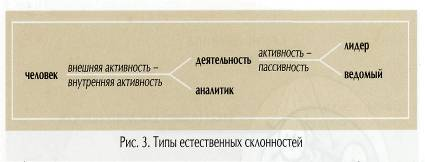 человек
внешняя активность –
внутренняя активность
деятельность
аналитик
активность –
пассивность
лидер
ведомый
Рис. 3. Типы естественных склонностей